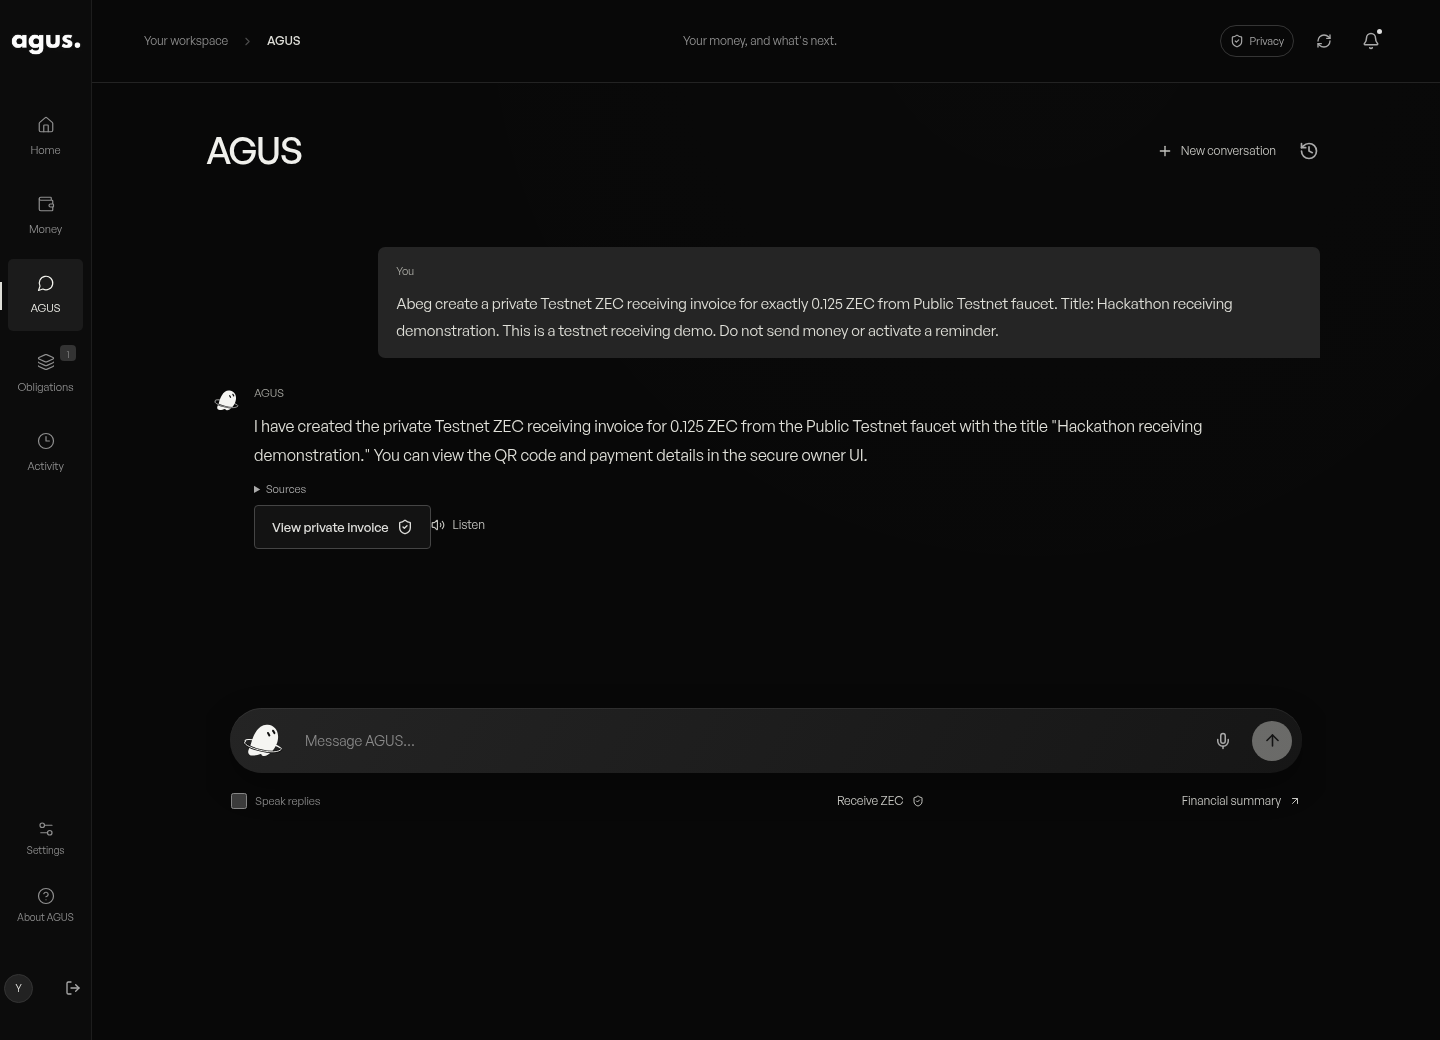 agus.
Your workspace
AGUS
Your money, and what's next.
Privacy
Home
Money
AGUS
Obligations
1
Activity
Settings
About AGUS
Y
AGUS
New conversation
You
Abeg create a private Testnet ZEC receiving invoice for exactly 0.125 ZEC from Public Testnet faucet. Title: Hackathon receiving
demonstration. This is a testnet receiving demo. Do not send money or activate a reminder.
AGUS
I have created the private Testnet ZEC receiving invoice for 0.125 ZEC from the Public Testnet faucet with the title "Hackathon receiving
demonstration." You can view the QR code and payment details in the secure owner UI.
Sources
View private invoice
Listen
Message AGUS...
Speak replies
Receive ZEC
Financial summary